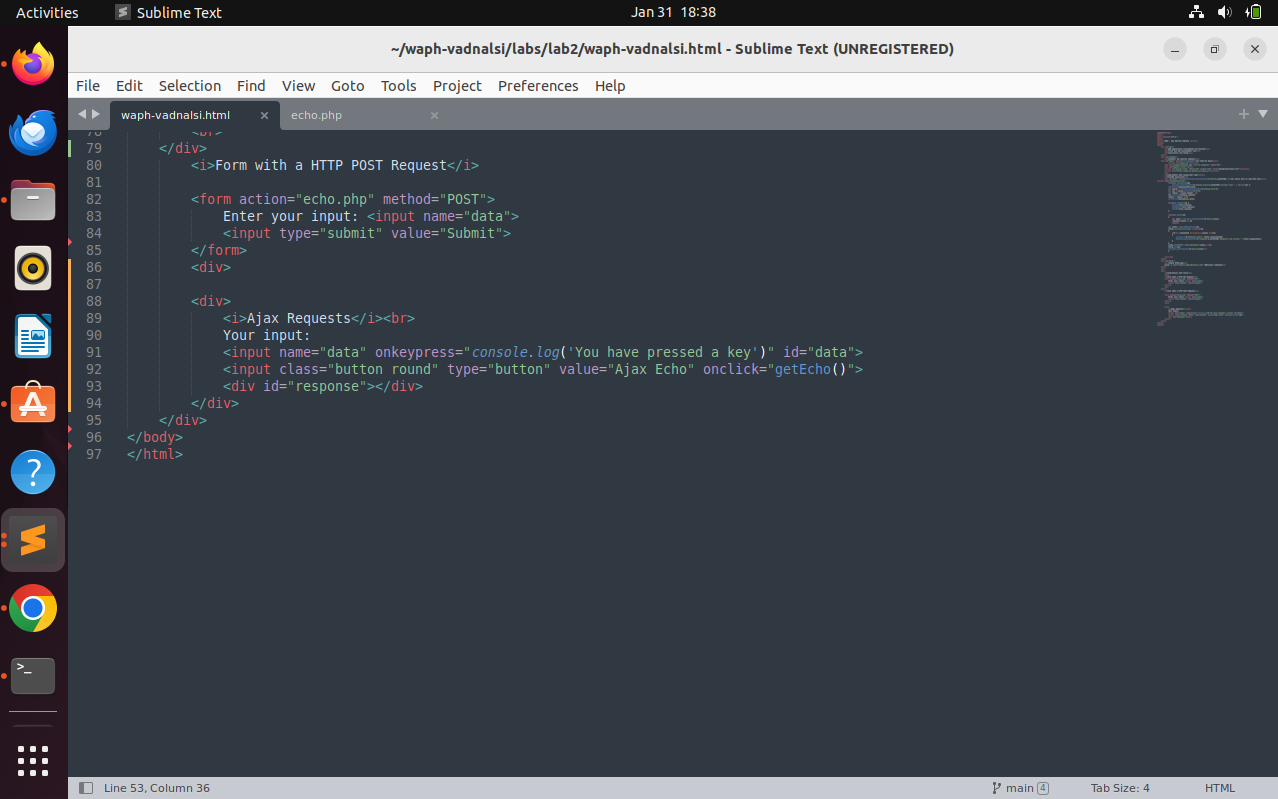 Activities
Sublime Text
Jan 31 18:38
~/waph-vadnalsi/labs/lab2/waph-vadnalsi.html - Sublime Text (UNREGISTERED)
File Edit Selection Find View Goto Tools Project Preferences Help
waph-vadnalsi.html
echo.php
78 <br>
79 </div>
80 <i>Form with a HTTP POST Request</i>
81
82 <form action="echo.php" method="POST">
83 Enter your input: <input name="data">
84 <input type="submit" value="Submit">
85 </form>
86 <div>
87
88 <div>
89 <i>Ajax Requests</i><br>
90 Your input:
91 <input name="data" onkeypress="console.log('You have pressed a key')" id="data">
92 <input class="button round" type="button" value="Ajax Echo" onclick="getEcho()">
93 <div id="response"></div>
94 </div>
95 </div>
96 </body>
97 </html>
Line 53, Column 36
main 4
Tab Size: 4
HTML